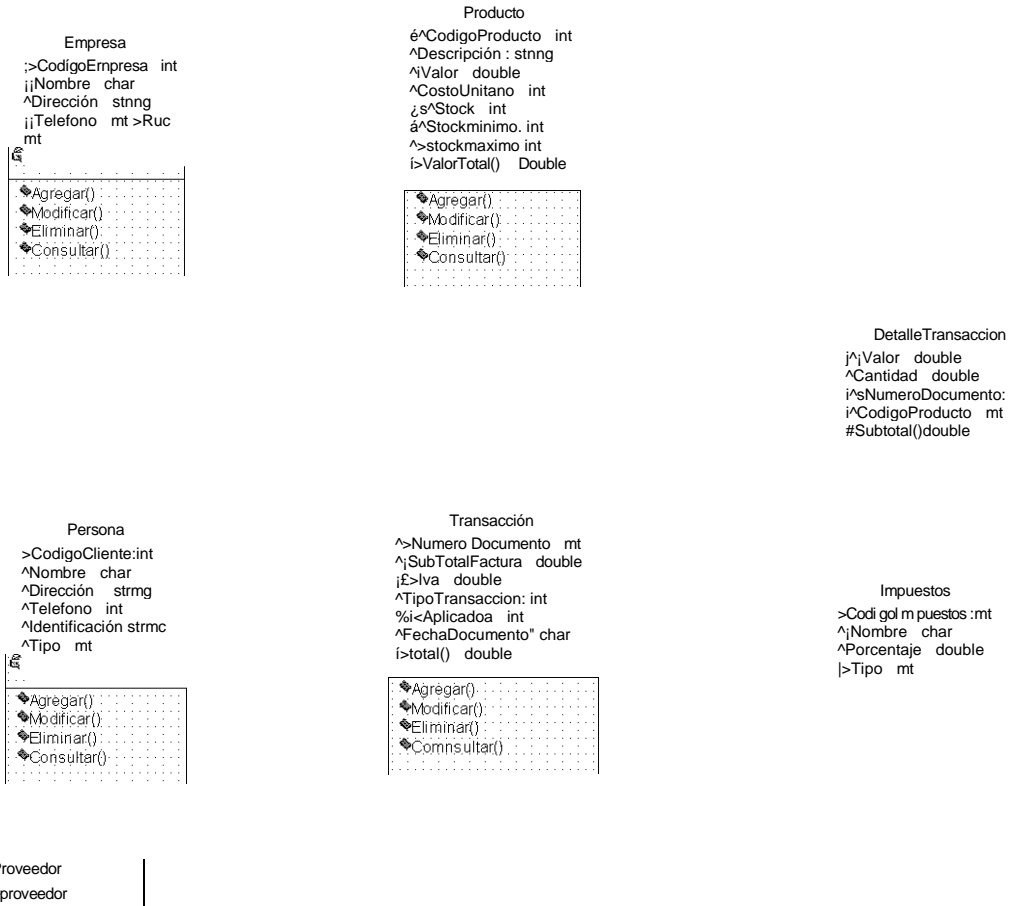 Empresa
;>CodígoErnpresa int
¡¡Nombre char
^Dirección stnng
¡¡Telefono mt >Ruc
mt
Agregar()
Modificar()
Eliminar()
Consultar()
Producto
é^CodigoProducto int
^Descripción : stnng
^iValor double
^CostoUnitano int
¿s^Stock int
á^Stockminimo. int
^>stockmaximo int
í>ValorTotal() Double
Agregar()
Modificar()
Eliminar()
Consultar()
DetalleTransaccion
j^¡Valor double
^Cantidad double
i^sNumeroDocumento:
i^CodigoProducto mt
#Subtotal()double
Persona
>CodigoCliente:int
^Nombre char
^Dirección strmg
^Telefono int
^Identificación strmc
^Tipo mt
Agregar()
Modificar()
Eliminar()
Consultar()
Transacción
^>Numero Documento mt
^¡SubTotalFactura double
¡£>Iva double
^TipoTransaccion: int
%i<Aplicadoa int
^FechaDocumento" char
í>total() double
Agregar()
Modificar()
Eliminar()
Comnsultar()
Impuestos
>Codi gol m puestos :mt
^¡Nombre char
^Porcentaje double
|>Tipo mt
roveedor
proveedor